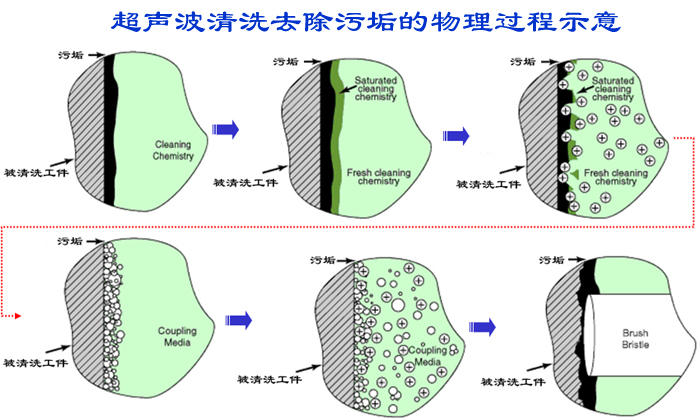 超声波清洗去除污垢的物理过程示意
污垢
Cleaning
Chemistry
被清洗工件
污垢
Saturated
cleaning
chemistry
Fresh cleaning
chemistry
被清洗工件
污垢
Saturated
cleaning
chemistry
Fresh cleaning
chemistry
被清洗工件
污垢
Coupling
Media
被清洗工件
污垢
Coupling
Media
被清洗工件
污垢
Brush
Bristle
被清洗工件